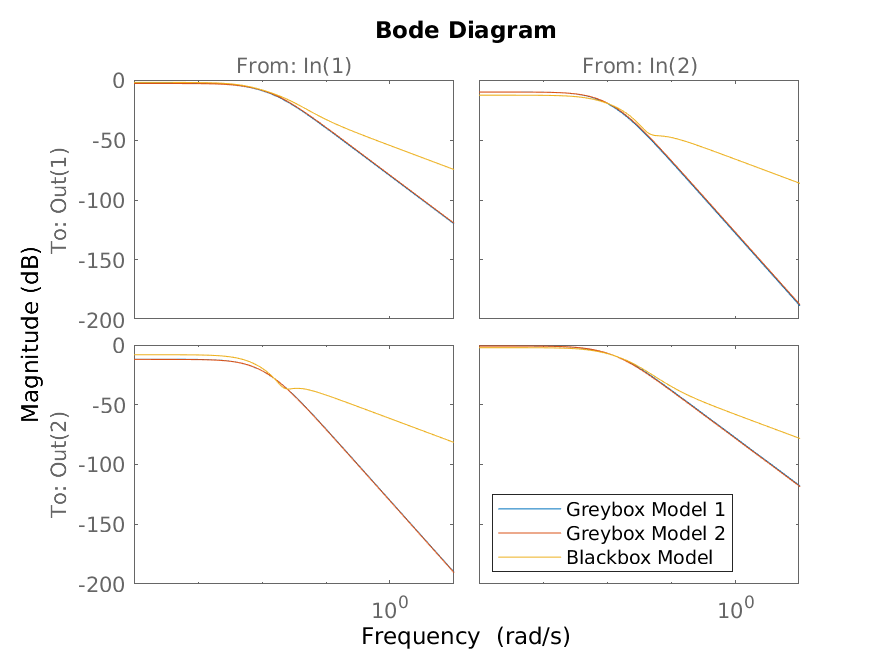 Bode Diagram
From: In(1)
From: In(2)
To: Out(1)
0
-50
-100
-150
-200
Magnitude (dB)
To: Out(2)
0
-50
-100
-150
-200
Greybox Model 1
Greybox Model 2
Blackbox Model
10^0
10^0
Frequency (rad/s)